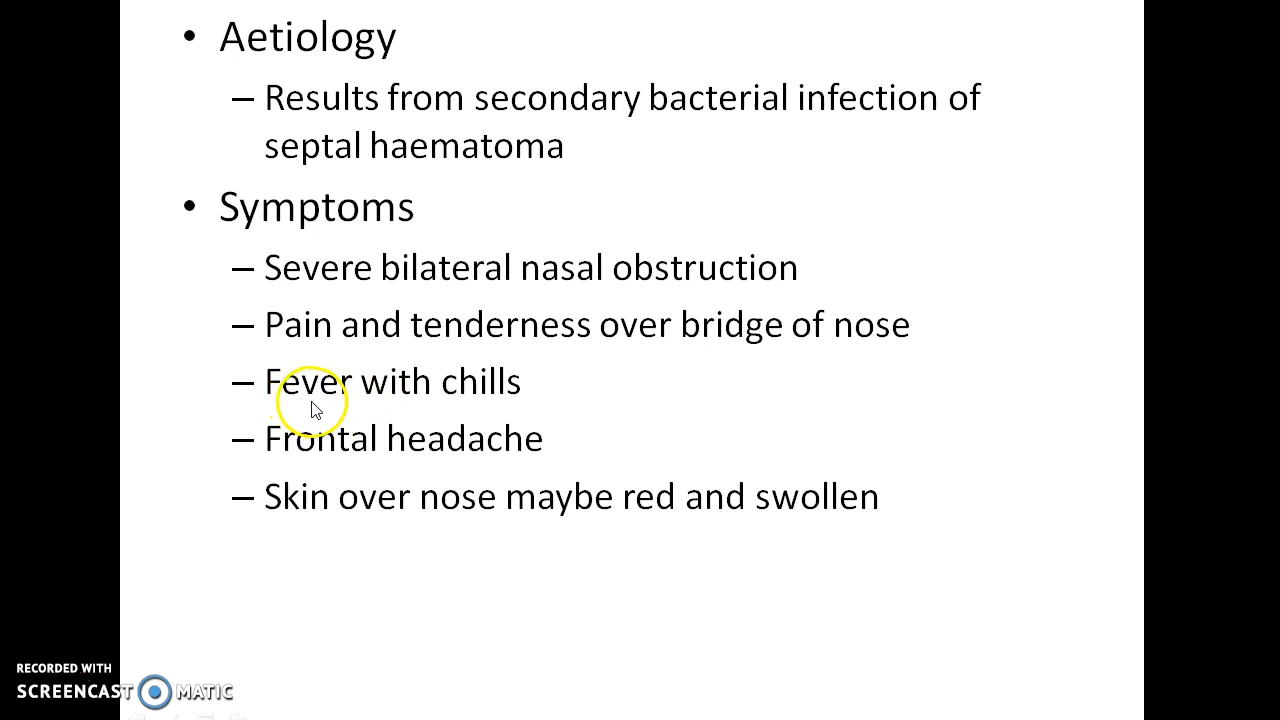 • Aetiology
– Results from secondary bacterial infection of
septal haematoma
• Symptoms
– Severe bilateral nasal obstruction
– Pain and tenderness over bridge of nose
– Fever with chills
– Frontal headache
– Skin over nose maybe red and swollen
RECORDED WITH
SCREENCAST MATIC